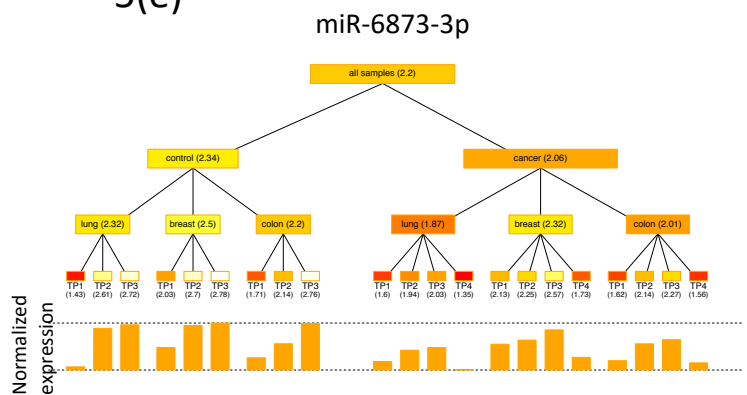 miR-6873-3p
all samples (2.2)
control (2.34) cancer (2.06)
lung (2.32) breast (2.5) colon (2.2) lung (1.87) breast (2.32) colon (2.01)
TP1 TP2 TP3 TP1 TP2 TP3 TP1 TP2 TP3 TP1 TP2 TP3 TP4 TP1 TP2 TP3 TP4 TP1 TP2 TP3 TP4
(1.43) (2.61) (2.72) (2.03) (2.7) (2.78) (1.71) (2.14) (2.76) (1.6) (1.94) (2.03) (1.35) (2.13) (2.25) (2.57) (1.73) (1.62) (2.14) (2.27) (1.56)
Normalized
expression